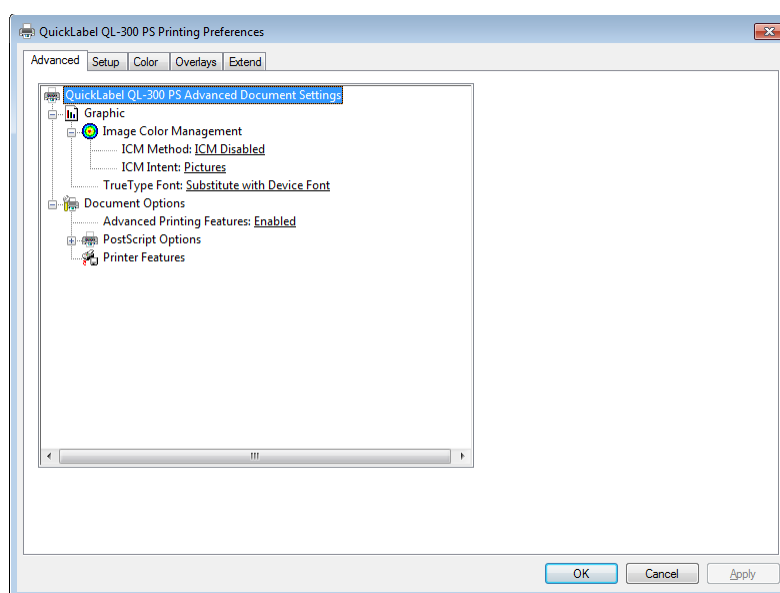 QuickLabel QL-300 PS Printing Preferences
Advanced Setup Color Overlays Extend
QuickLabel QL-300 PS Advanced Document Settings
Graphic
Image Color Management
ICM Method: ICM Disabled
ICM Intent: Pictures
TrueType Font: Substitute with Device Font
Document Options
Advanced Printing Features: Enabled
PostScript Options
Printer Features
OK Cancel Apply